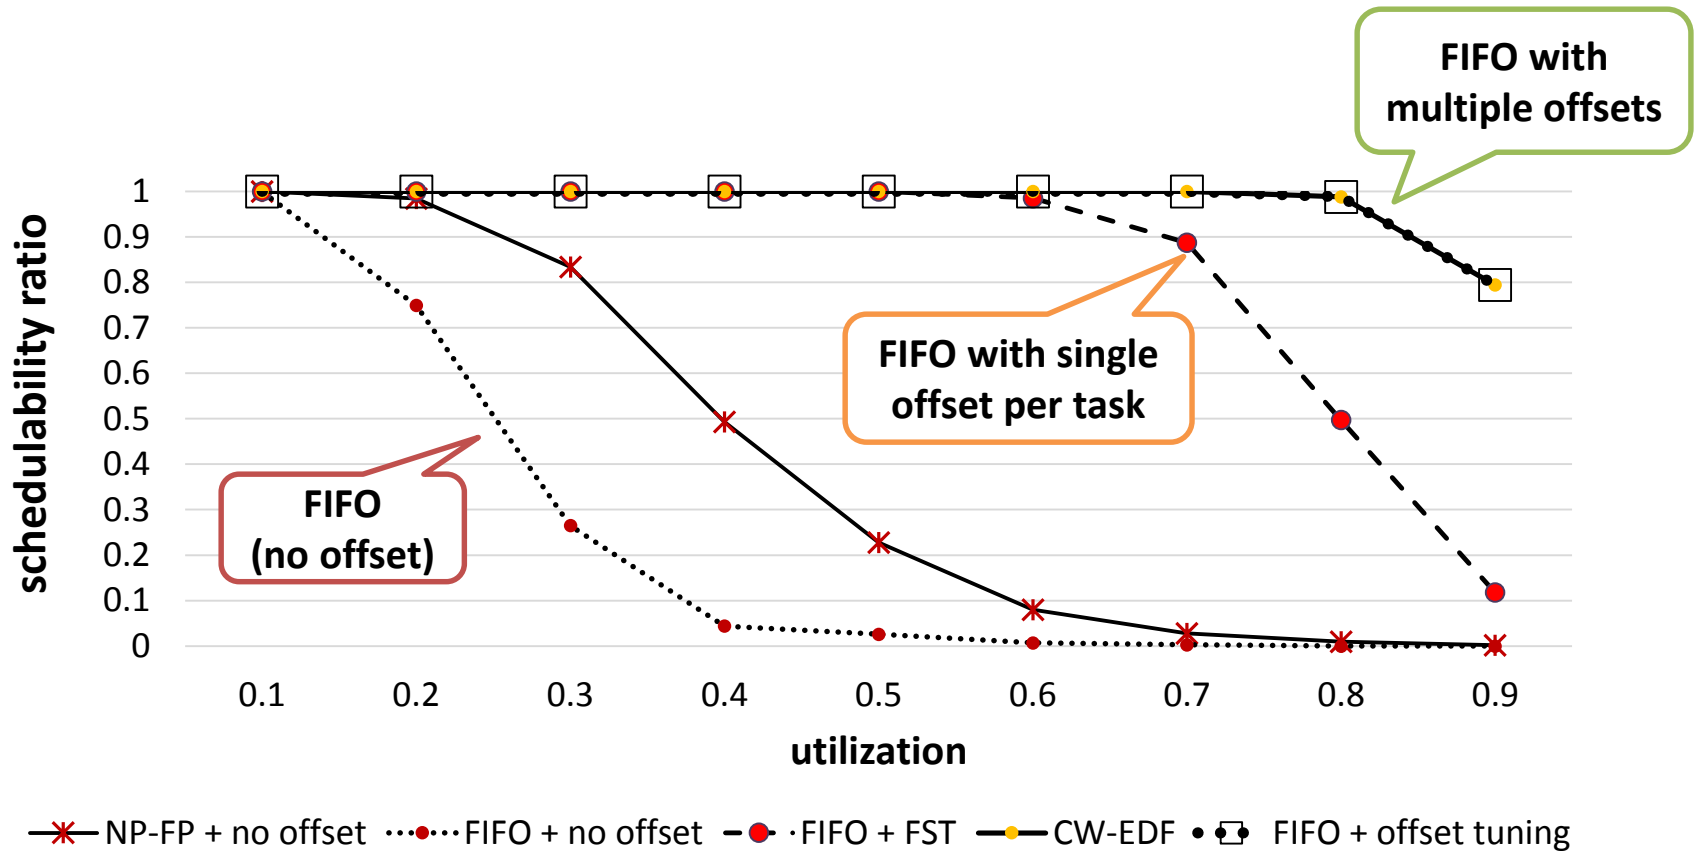 FIFO with
multiple offsets
1
0.9
0.8
0.7
0.6
0.5
0.4
0.3
0.2
0.1
0
schedulability ratio
FIFO with single
offset per task
FIFO
(no offset)
0.1 0.2 0.3 0.4 0.5 0.6 0.7 0.8 0.9
utilization
NP-FP + no offset FIFO + no offset FIFO + FST CW-EDF FIFO + offset tuning